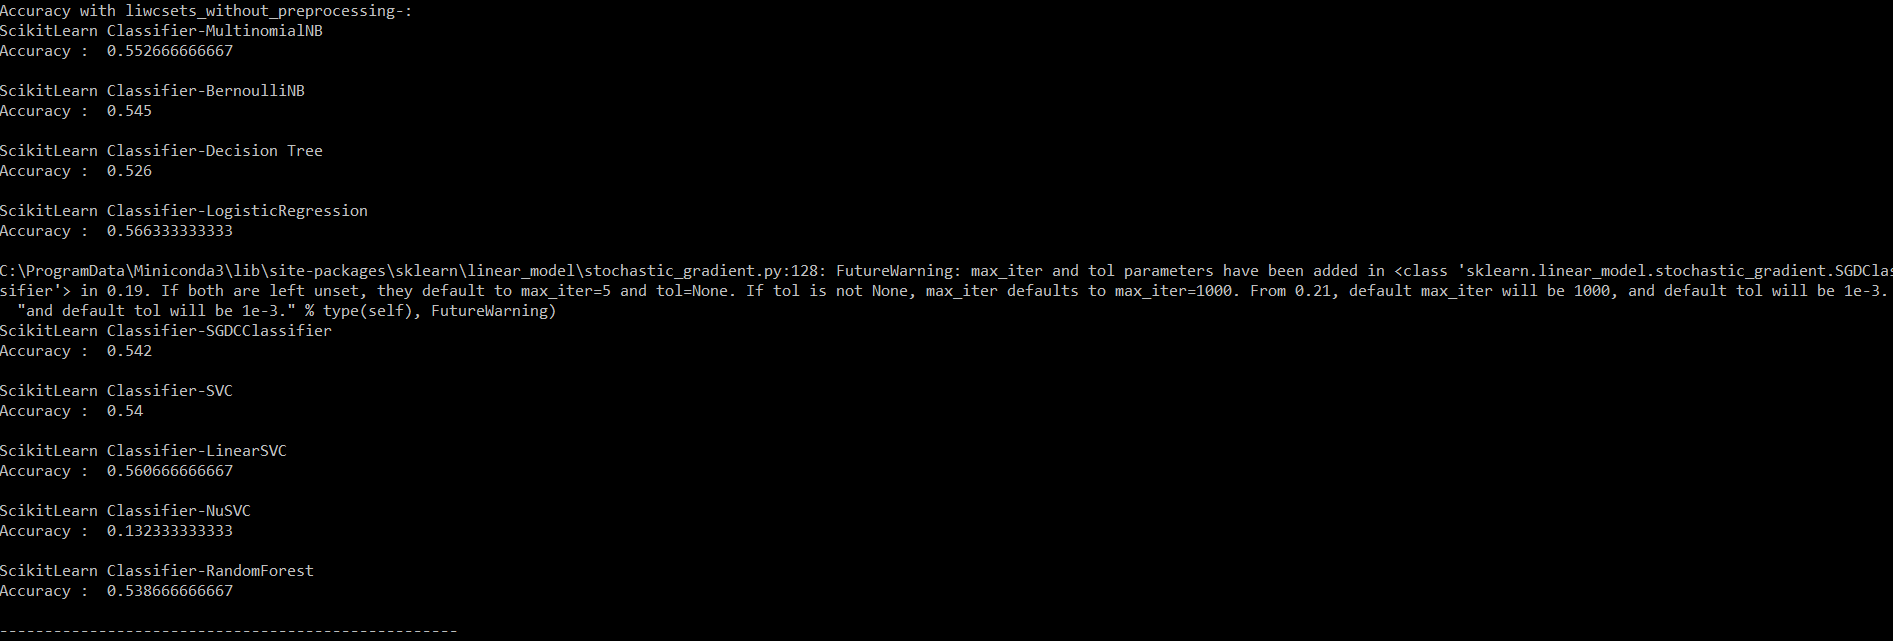 Accuracy with liwcsets_without_preprocessing-:
ScikitLearn Classifier-MultinomialNB
Accuracy :  0.552666666667
ScikitLearn Classifier-BernoulliNB
Accuracy :  0.545
ScikitLearn Classifier-Decision Tree
Accuracy :  0.526
ScikitLearn Classifier-LogisticRegression
Accuracy :  0.566333333333
C:\ProgramData\Miniconda3\lib\site-packages\sklearn\linear_model\stochastic_gradient.py:128: FutureWarning: max_iter and tol parameters have been added in <class 'sklearn.linear_model.stochastic_gradient.SGDClas
sifier'> in 0.19. If both are left unset, they default to max_iter=5 and tol=None. If tol is not None, max_iter defaults to max_iter=1000. From 0.21, default max_iter will be 1000, and default tol will be 1e-3.
  "and default tol will be 1e-3." % type(self), FutureWarning)
ScikitLearn Classifier-SGDCClassifier
Accuracy :  0.542
ScikitLearn Classifier-SVC
Accuracy :  0.54
ScikitLearn Classifier-LinearSVC
Accuracy :  0.560666666667
ScikitLearn Classifier-NuSVC
Accuracy :  0.132333333333
ScikitLearn Classifier-RandomForest
Accuracy :  0.538666666667
---------------------------------------------------